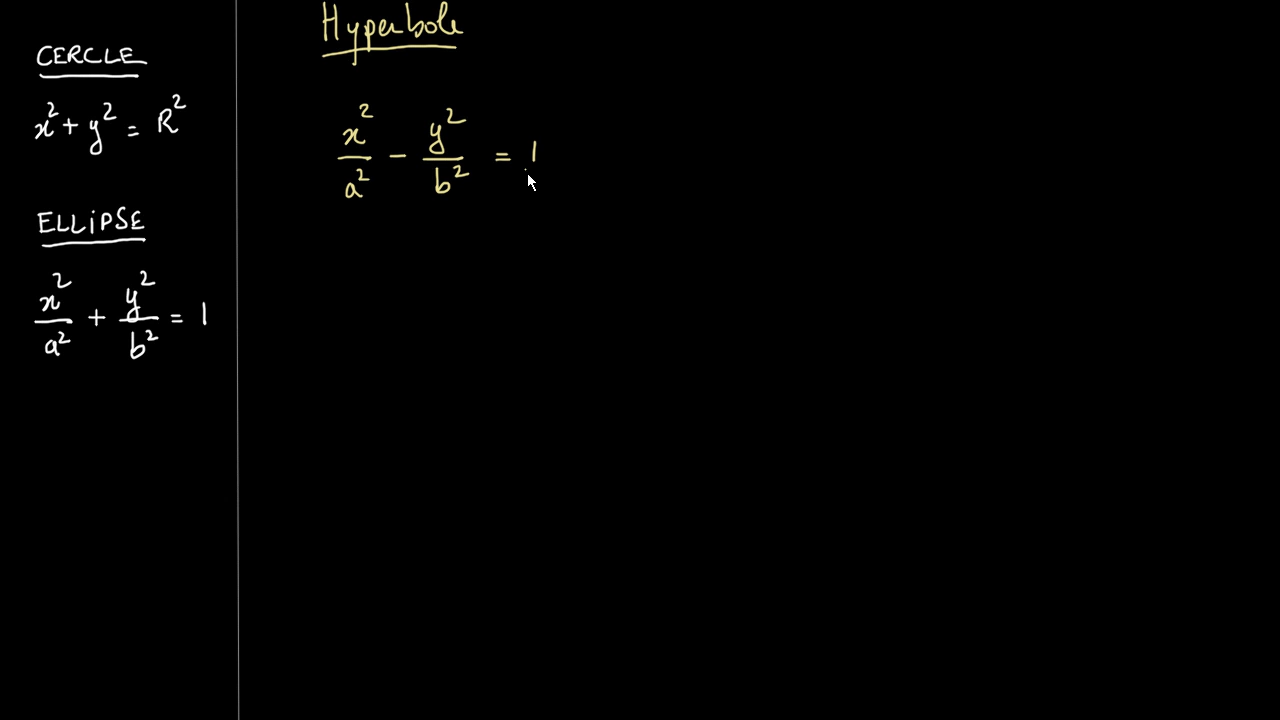 CERCLE
x² + y² = R²
ELLiPSE
x²/a² + y²/b² = 1
Hyperbole
x²/a² - y²/b² = 1